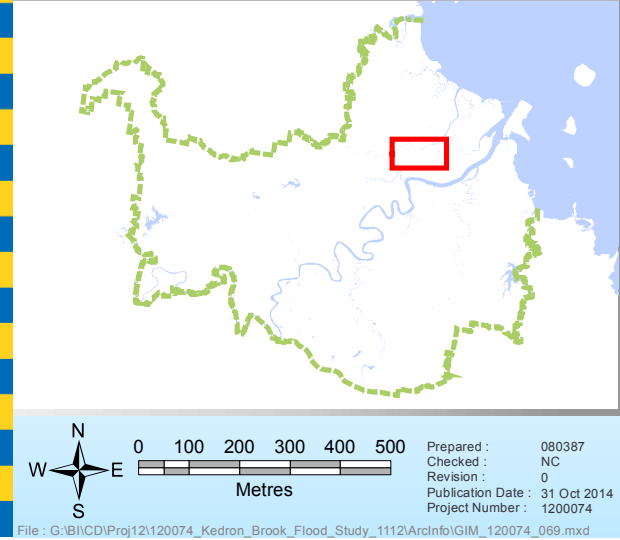 N
W E
S
0 100 200 300 400 500
Metres
Prepared : 080387
Checked : NC
Revision : 0
Publication Date : 31 Oct 2014
Project Number : 1200074
File : G:\BI\CD\Proj12\120074_Kedron_Brook_Flood_Study_1112\ArcInfo\GIM_120074_069.mxd